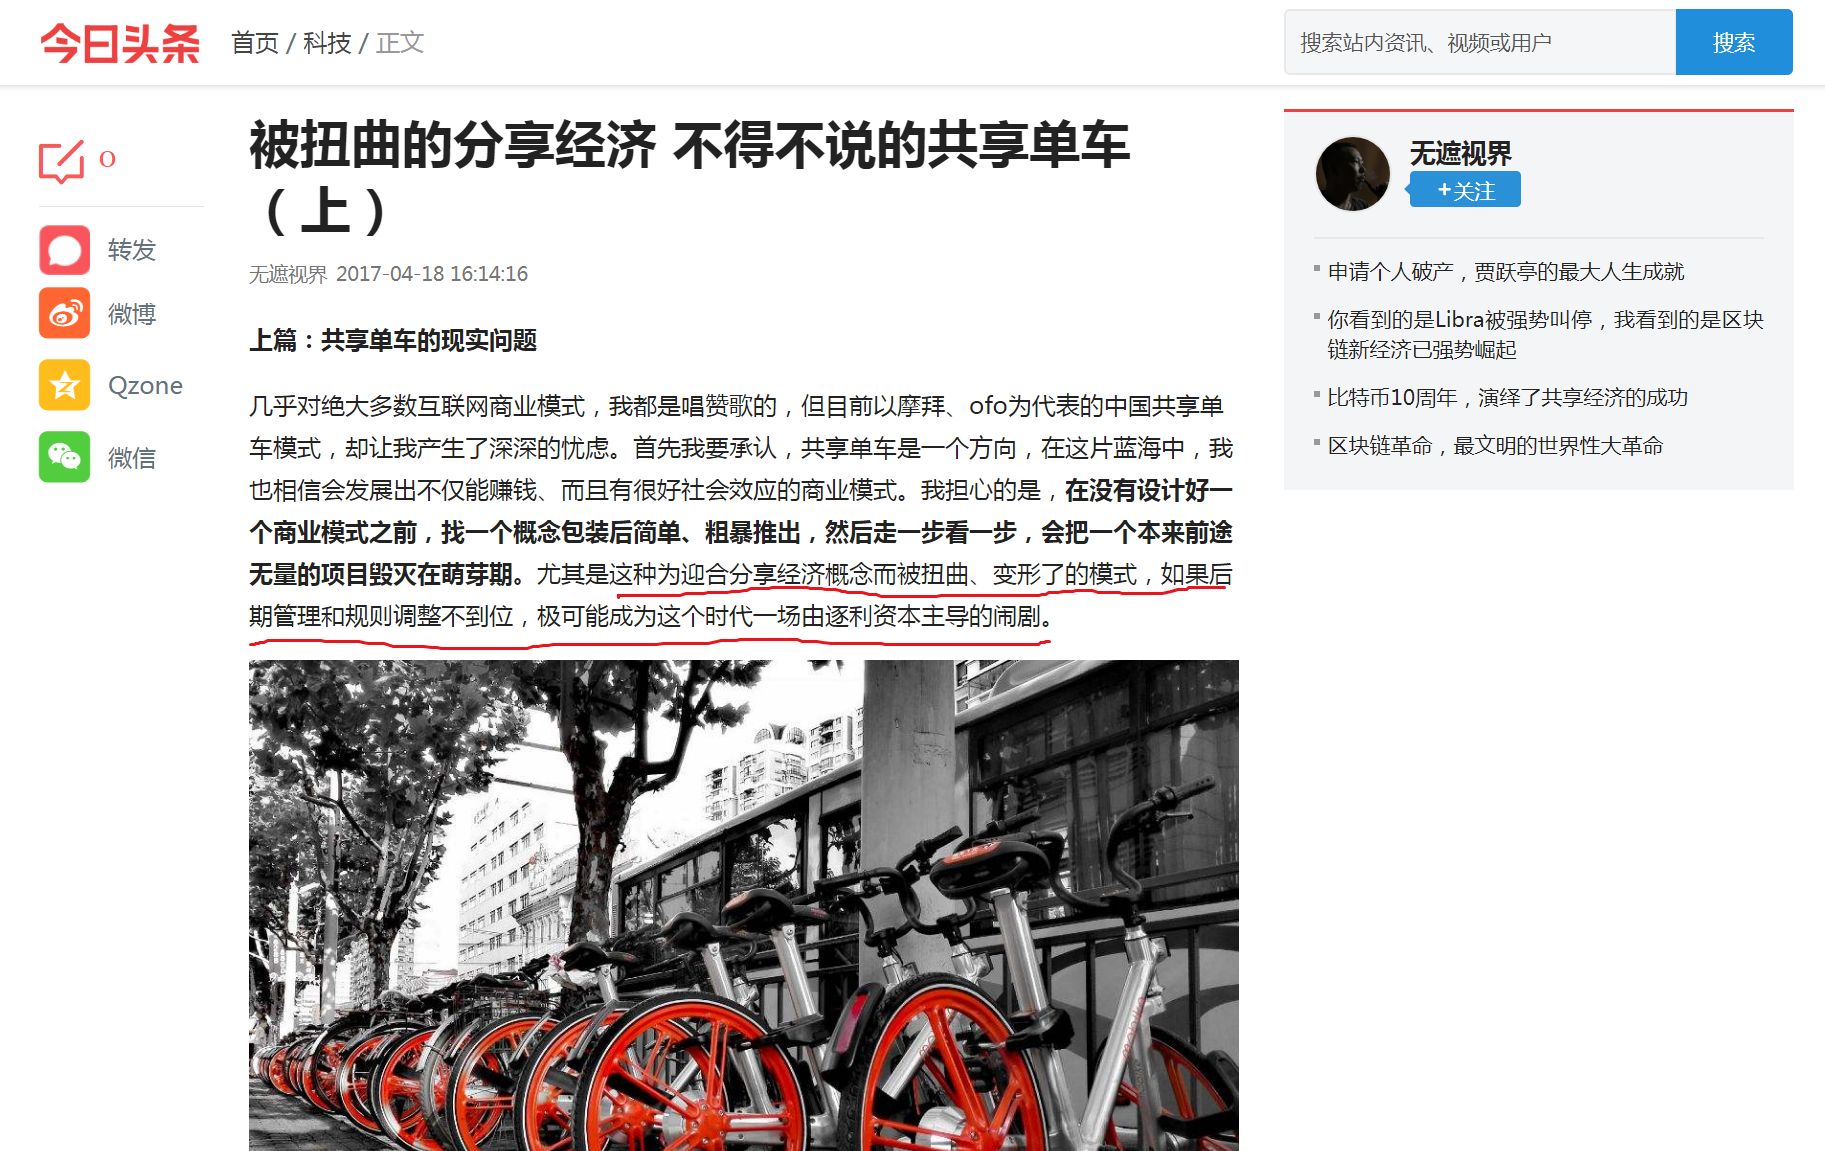 今日头条
首页 / 科技 / 正文
搜索站内资讯、视频或用户
搜索
0
转发
微博
Qzone
微信
被扭曲的分享经济 不得不说的共享单车
（上）
无遮视界 2017-04-18 16:14:16
上篇：共享单车的现实问题
几乎对绝大多数互联网商业模式，我都是唱赞歌的，但目前以摩拜、ofo为代表的中国共享单
车模式，却让我产生了深深的忧虑。首先我要承认，共享单车是一个方向，在这片蓝海中，我
也相信会发展出不仅能赚钱、而且有很好社会效应的商业模式。我担心的是，在没有设计好一
个商业模式之前，找一个概念包装后简单、粗暴推出，然后走一步看一步，会把一个本来前途
无量的项目毁灭在萌芽期。尤其是这种为迎合分享经济概念而被扭曲、变形了的模式，如果后
期管理和规则调整不到位，极可能成为这个时代一场由逐利资本主导的闹剧。
无遮视界
+关注
申请个人破产，贾跃亭的最大人生成就
你看到的是Libra被强势叫停，我看到的是区块
链新经济已强势崛起
比特币10周年，演绎了共享经济的成功
区块链革命，最文明的世界性大革命